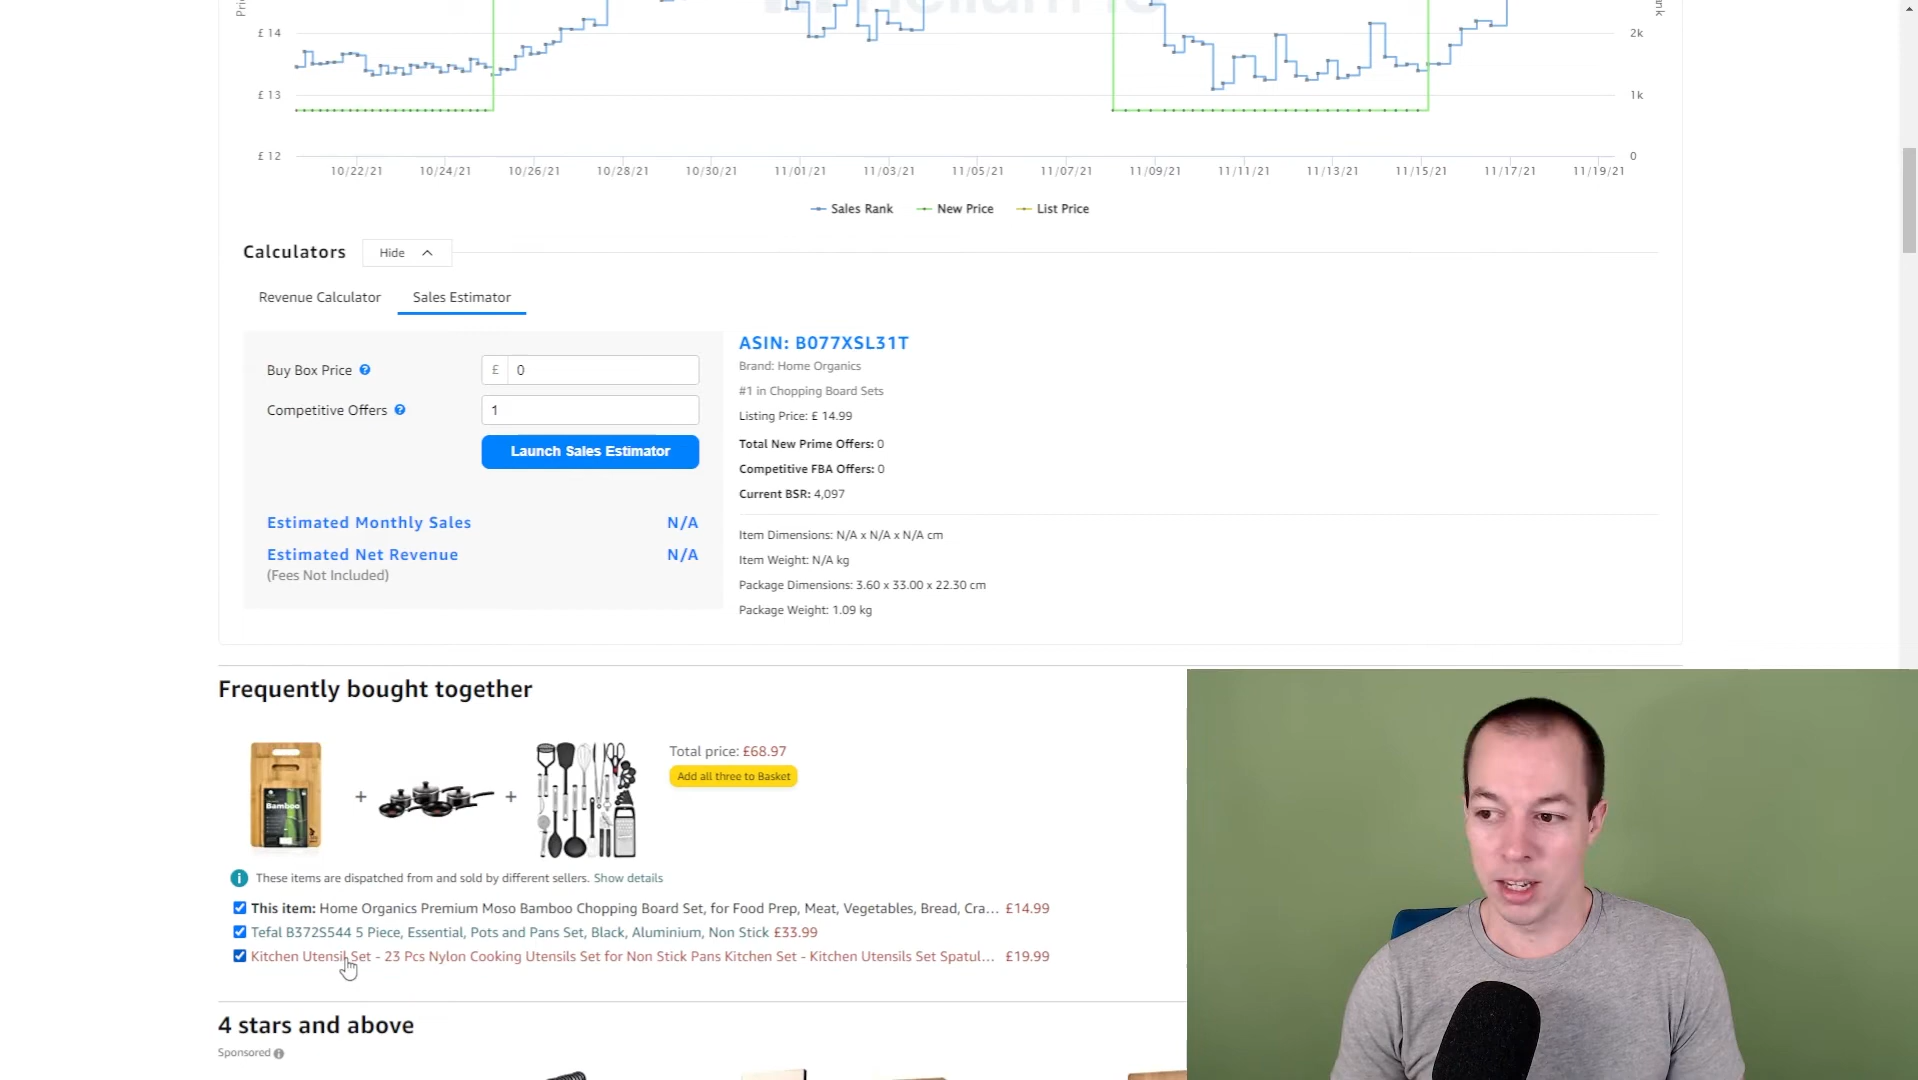 £ 14
2k
£ 13
1k
£ 12
0
10/22/21 10/24/21 10/26/21 10/28/21 10/30/21 11/01/21 11/03/21 11/05/21 11/07/21 11/09/21 11/11/21 11/13/21 11/15/21 11/17/21 11/19/21
Sales Rank New Price List Price
Calculators Hide
Revenue Calculator Sales Estimator
Buy Box Price ? £ 0
Competitive Offers ? 1
Launch Sales Estimator
Estimated Monthly Sales N/A
Estimated Net Revenue N/A
(Fees Not Included)
ASIN: B077XSL31T
Brand: Home Organics
#1 in Chopping Board Sets
Listing Price: £ 14.99
Total New Prime Offers: 0
Competitive FBA Offers: 0
Current BSR: 4,097
Item Dimensions: N/A x N/A x N/A cm
Item Weight: N/A kg
Package Dimensions: 3.60 x 33.00 x 22.30 cm
Package Weight: 1.09 kg
Frequently bought together
Bamboo
+ +
Total price: £68.97
Add all three to Basket
i These items are dispatched from and sold by different sellers. Show details
This item: Home Organics Premium Moso Bamboo Chopping Board Set, for Food Prep, Meat, Vegetables, Bread, Cra... £14.99
Tefal B372S544 5 Piece, Essential, Pots and Pans Set, Black, Aluminium, Non Stick £33.99
Kitchen Utensil Set - 23 Pcs Nylon Cooking Utensils Set for Non Stick Pans Kitchen Set - Kitchen Utensils Set Spatul... £19.99
4 stars and above
Sponsored i